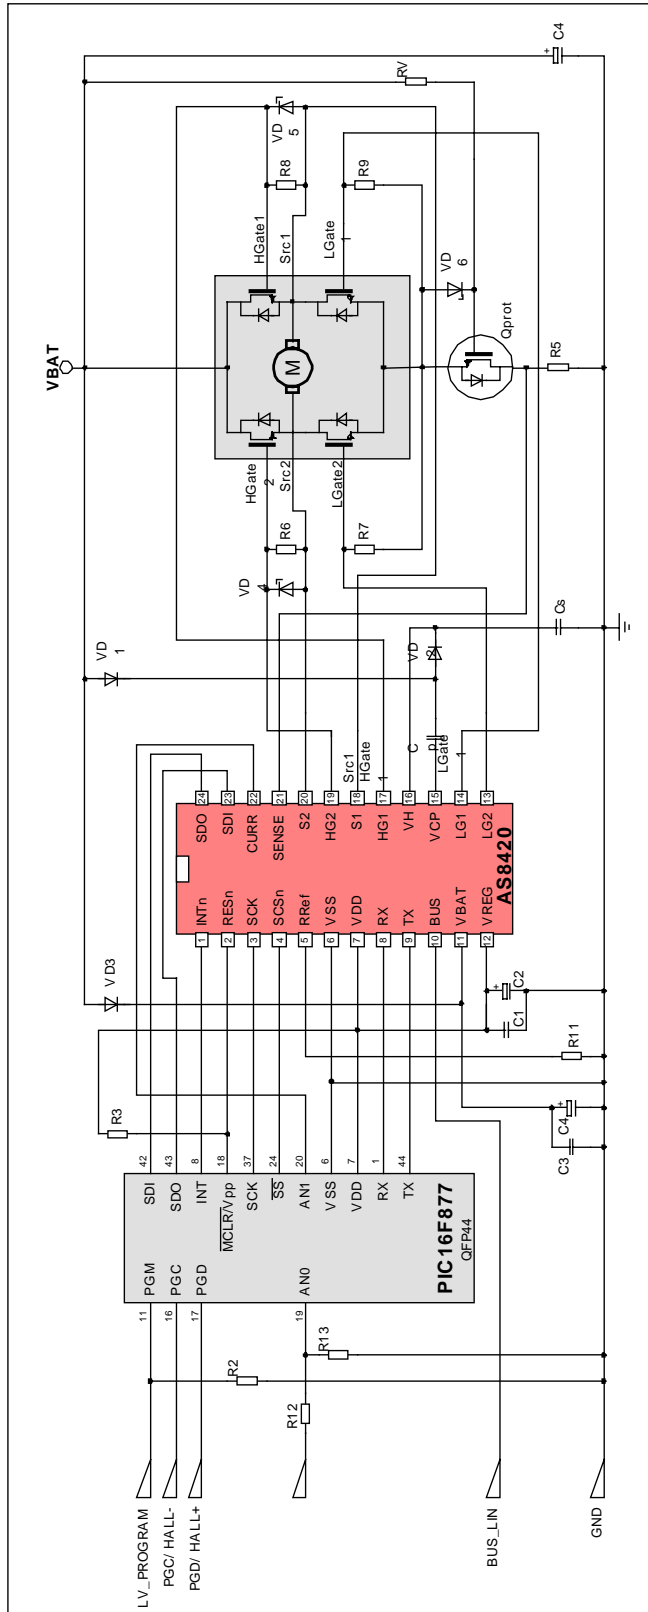 VBAT
C4
RV
VD
5
R8
R9
HGate1
Src1
LGate
1
VD
6
Qprot
M
R5
HGate
2
Src2
LGate2
R6
R7
VD
4
Cs
VD
1
VD
2
C
p
Src1
HGate
1
LGate
1
24
23
22
21
20
19
18
17
16
15
14
13
SDO
SDI
CURR
SENSE
S2
HG2
S1
HG1
VH
VCP
LG1
LG2
AS8420
INTn
RESn
SCK
SCSn
RRef
VSS
VDD
RX
TX
BUS
VBAT
VREG
1
2
3
4
5
6
7
8
9
10
11
12
VD3
C2
C1
R11
R3
C4
C3
42
43
8
18
37
24
20
6
7
1
44
SDI
SDO
INT
MCLR/Vpp
SCK
SS
AN1
VSS
VDD
RX
TX
PIC16F877
QFP44
PGM
PGC
PGD
AN0
11
16
17
19
R13
R2
R12
LV_PROGRAM
PGC/ HALL-
PGD/ HALL+
BUS_LIN
GND